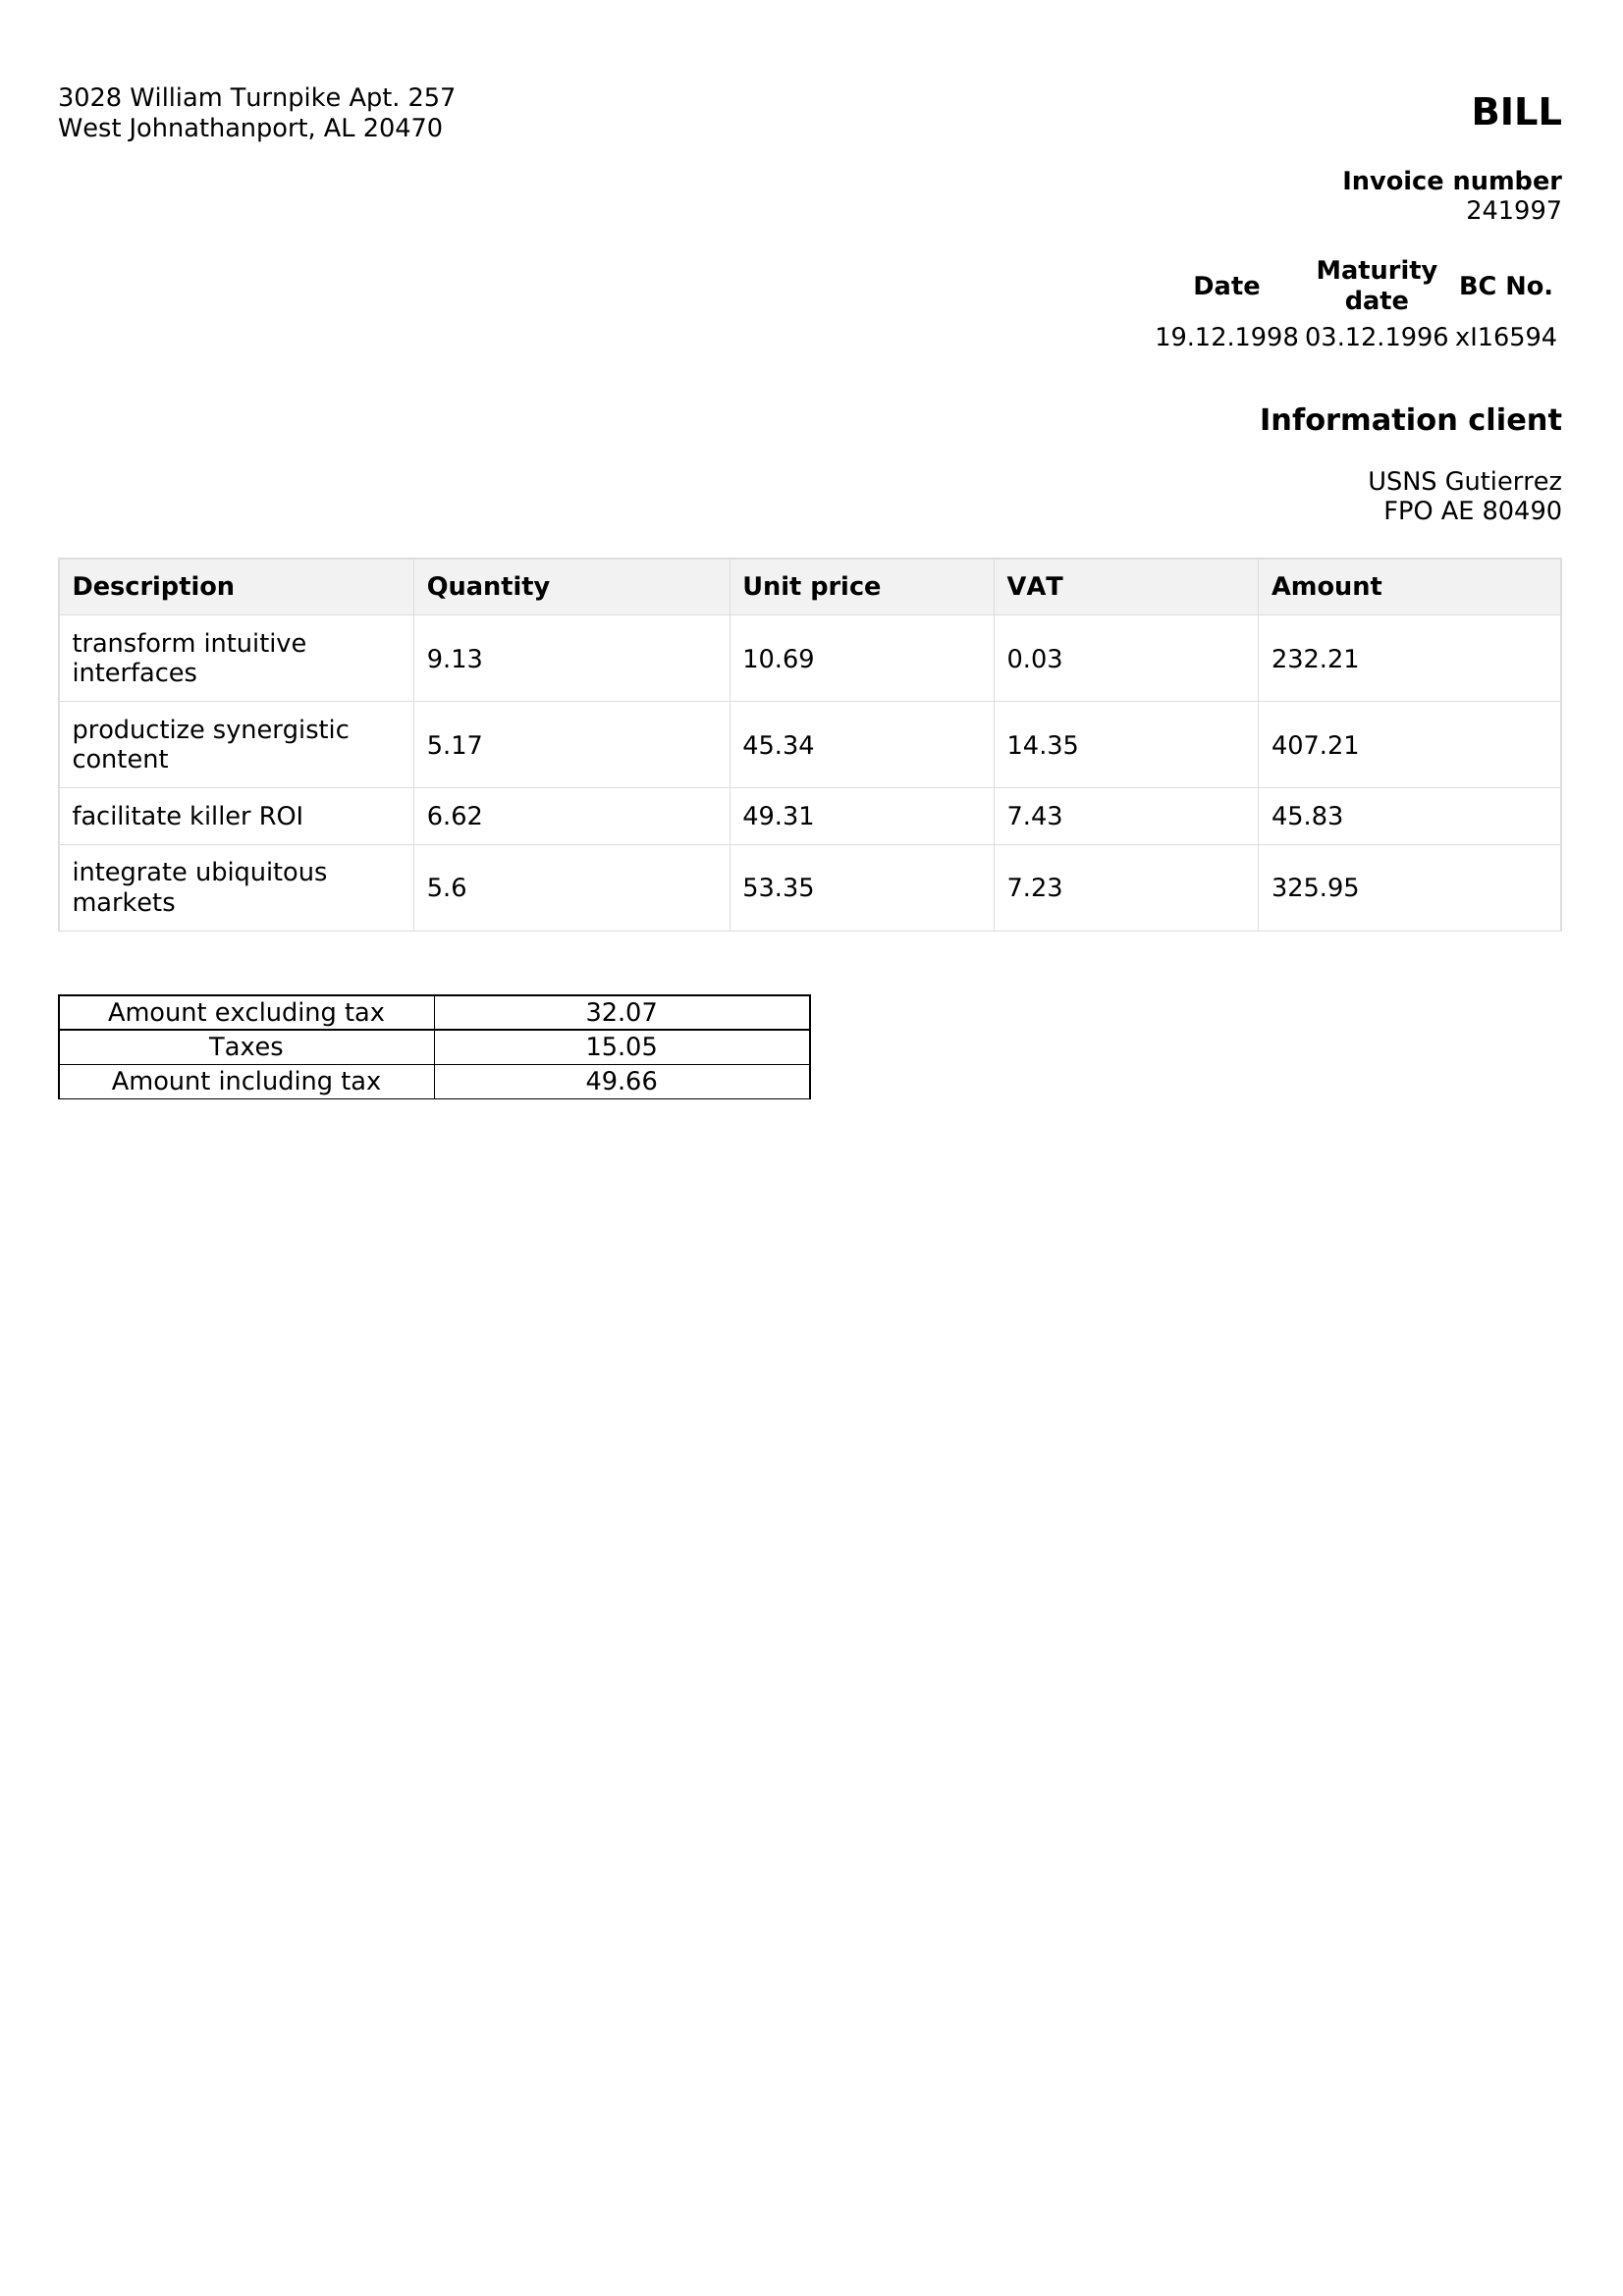 3028 William Turnpike Apt. 257
West Johnathanport, AL 20470
BILL
Invoice number
241997
Date Maturity date BC No.
19.12.1998 03.12.1996 xI16594
Information client
USNS Gutierrez
FPO AE 80490
Description Quantity Unit price VAT Amount
transform intuitive
interfaces 9.13 10.69 0.03 232.21
productize synergistic
content 5.17 45.34 14.35 407.21
facilitate killer ROI 6.62 49.31 7.43 45.83
integrate ubiquitous
markets 5.6 53.35 7.23 325.95
Amount excluding tax 32.07
Taxes 15.05
Amount including tax 49.66